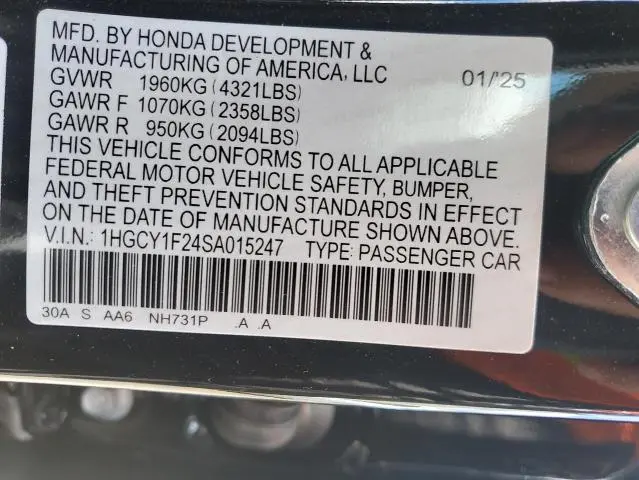 MFD. BY HONDA DEVELOPMENT &
MANUFACTURING OF AMERICA, LLC 01/'25
GVWR 1960KG (4321LBS)
GAWR F 1070KG (2358LBS)
GAWR R 950KG (2094LBS)
THIS VEHICLE CONFORMS TO ALL APPLICABLE
FEDERAL MOTOR VEHICLE SAFETY, BUMPER,
AND THEFT PREVENTION STANDARDS IN EFFECT
ON THE DATE OF MANUFACTURE SHOWN ABOVE.
V.I.N.: 1HGCY1F24SA015247 TYPE: PASSENGER CAR
30A S AA6 NH731P .A .A